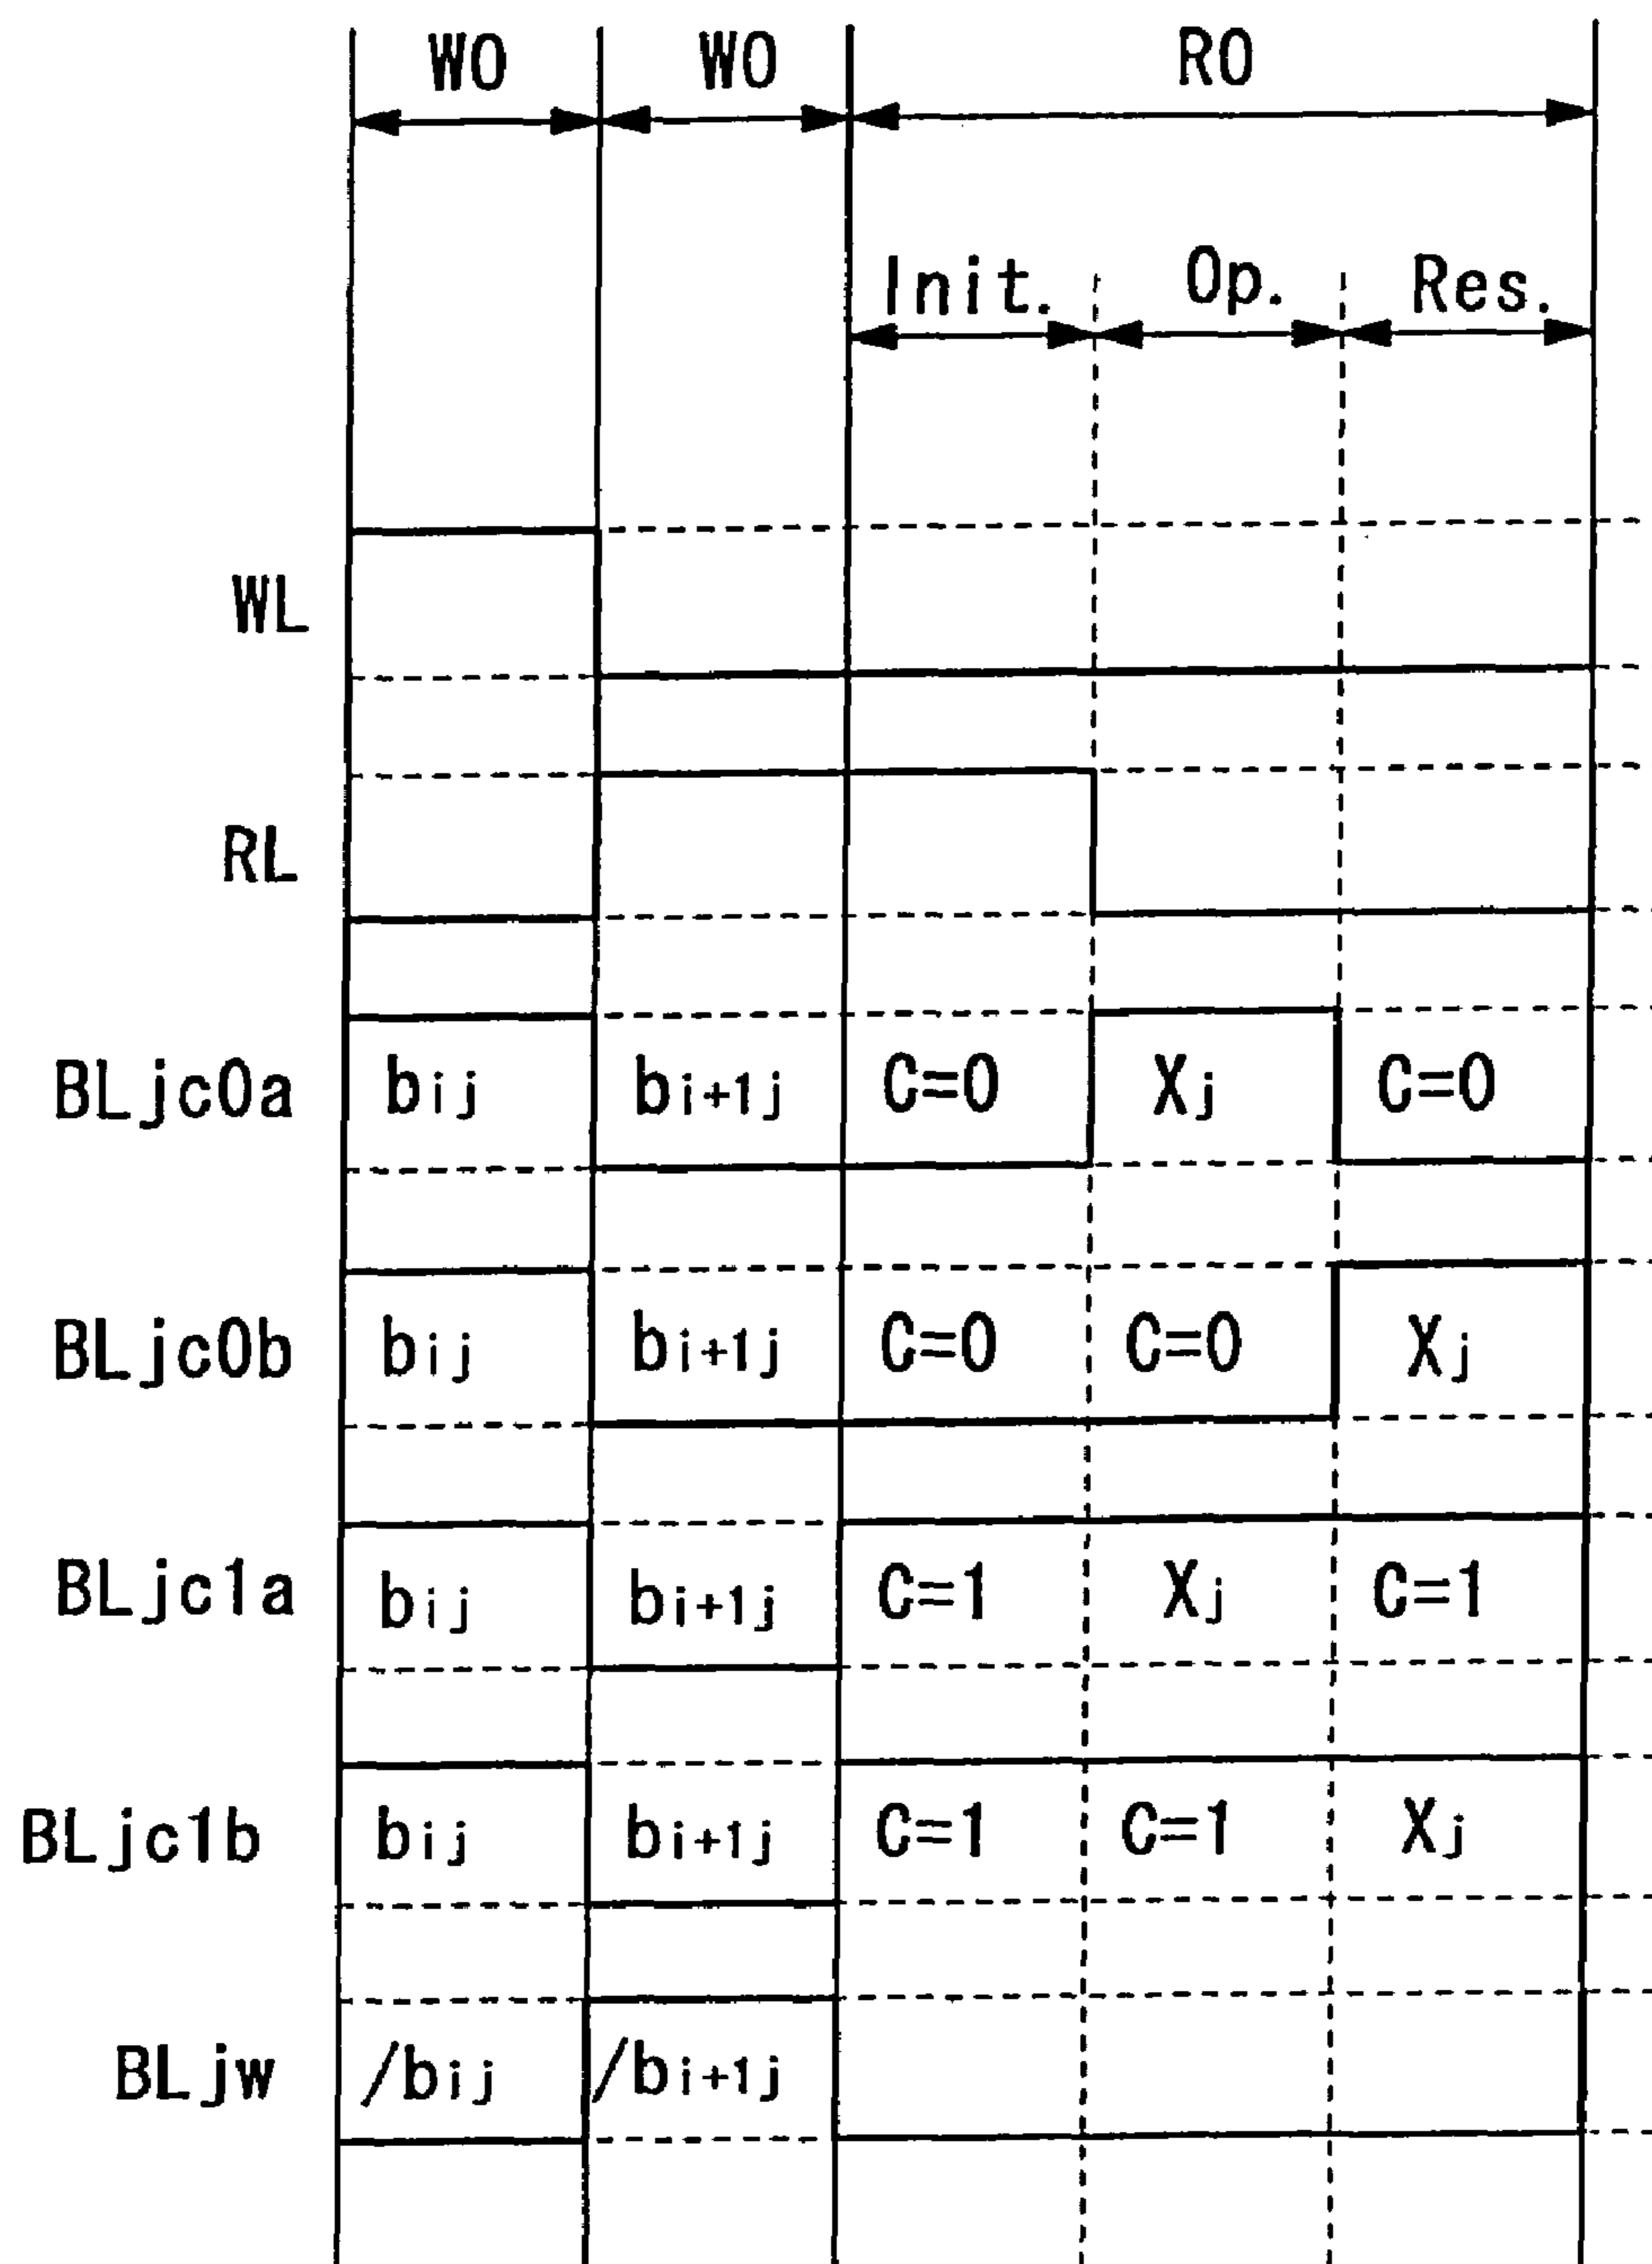 WO WO RO
Init. Op. Res.
WL
RL
BLjc0a bij bi+1j C=0 Xj C=0
BLjc0b bij bi+1j C=0 C=0 Xj
BLjc1a bij bi+1j C=1 Xj C=1
BLjc1b bij bi+1j C=1 C=1 Xj
BLjw /bij /bi+1j